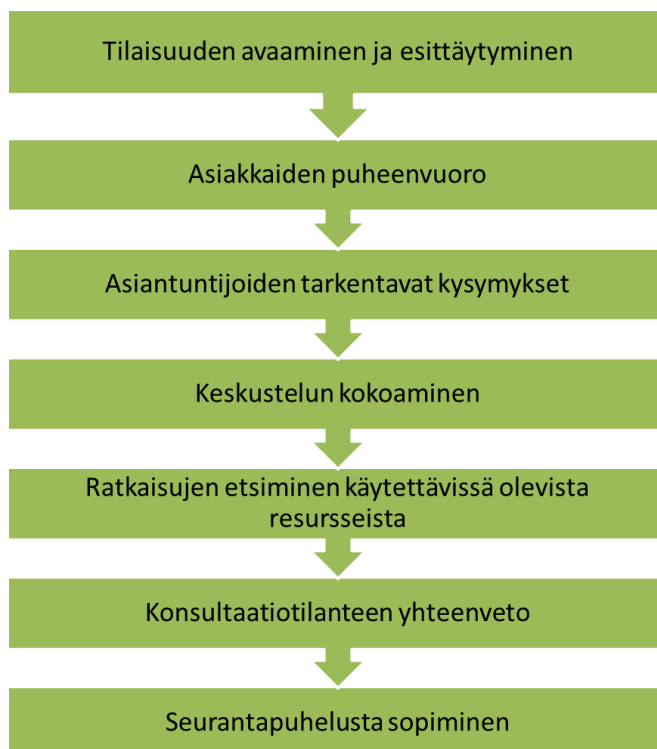 Tilaisuuden avaaminen ja esittäytyminen
Asiakkaiden puheenvuoro
Asiantuntijoiden tarkentavat kysymykset
Keskustelun kokoaminen
Ratkaisujen etsiminen käytettävissä olevista
resursseista
Konsultaatiotilanteen yhteenveto
Seurantapuhelusta sopiminen